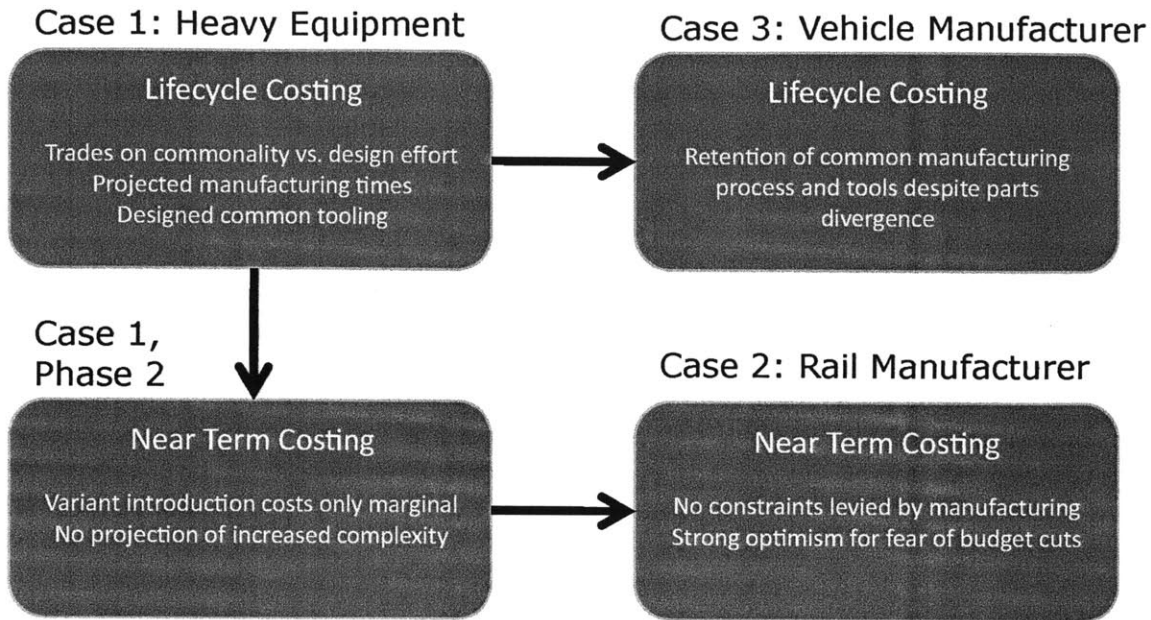 Case 1: Heavy Equipment
Lifecycle Costing
Trades on commonality vs. design effort
Projected manufacturing times
Designed common tooling
Case 3: Vehicle Manufacturer
Lifecycle Costing
Retention of common manufacturing
process and tools despite parts
divergence
Case 1,
Phase 2
Near Term Costing
Variant introduction costs only marginal
No projection of increased complexity
Case 2: Rail Manufacturer
Near Term Costing
No constraints levied by manufacturing
Strong optimism for fear of budget cuts